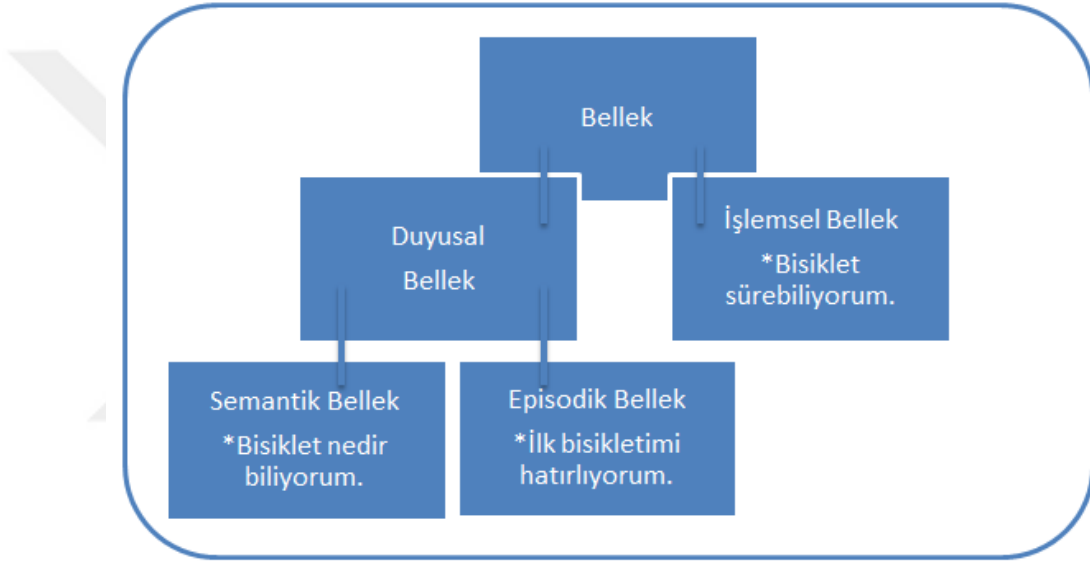 Bellek
Duyusal
Bellek
İşlemsel Bellek
*Bisiklet
sürebiliyorum.
Semantik Bellek
*Bisiklet nedir
biliyorum.
Episodik Bellek
*İlk bisikletimi
hatırlıyorum.